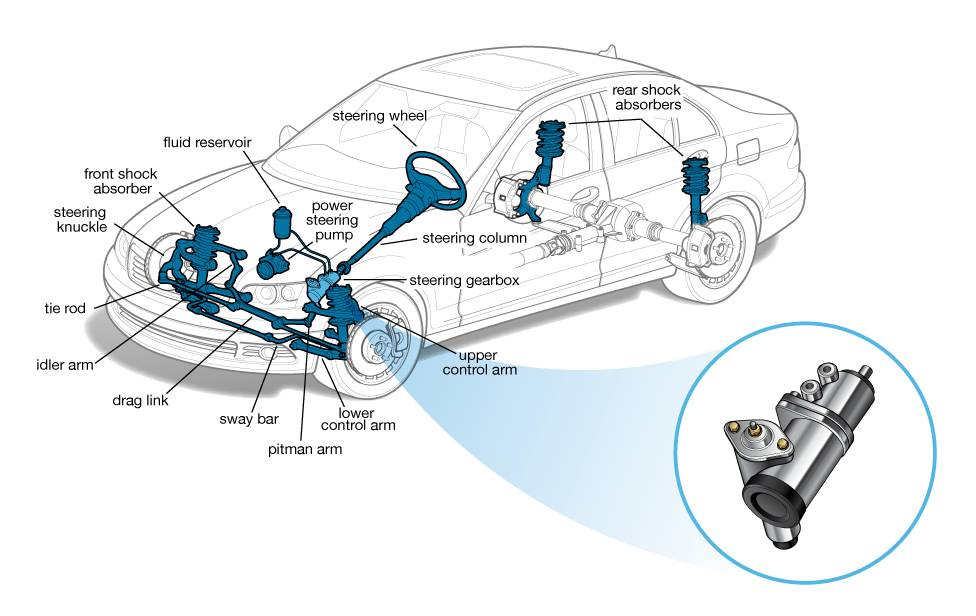 rear shock
absorbers
steering wheel
fluid reservoir
front shock
absorber
power
steering
pump
steering
knuckle
steering column
steering gearbox
tie rod
upper
control arm
idler arm
drag link
sway bar
lower
control arm
pitman arm